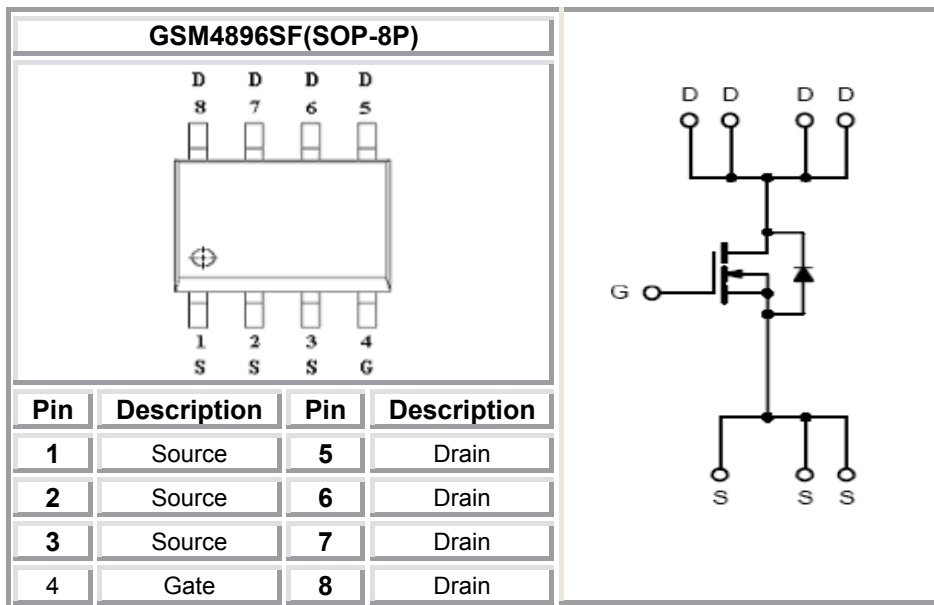 GSM4896SF(SOP-8P)
D D D D
8 7 6 5
1 2 3 4
S S S G
Pin Description Pin Description
1 Source 5 Drain
2 Source 6 Drain
3 Source 7 Drain
4 Gate 8 Drain
D D D D
G
S S S